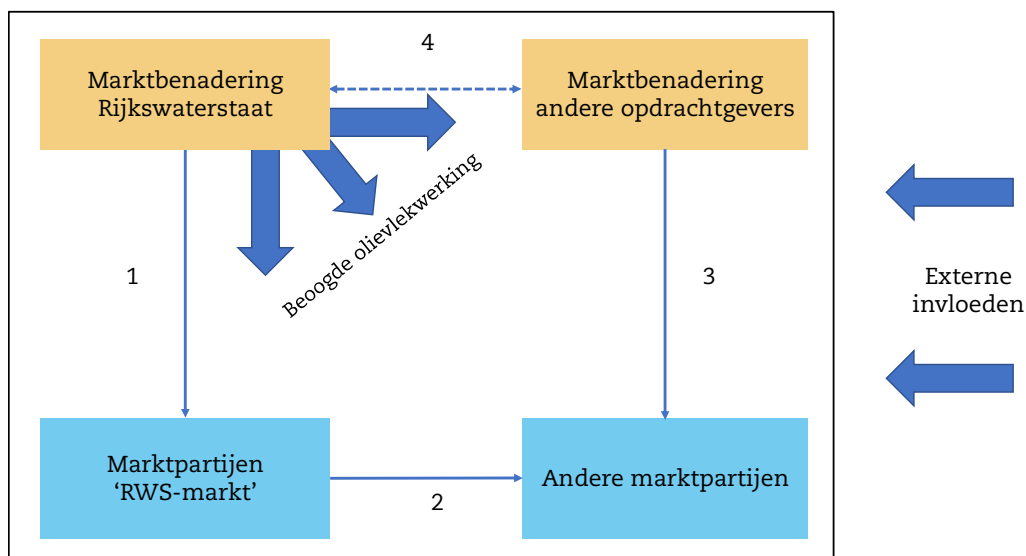 4
Marktbenadering
Rijkswaterstaat
Marktbenadering
andere opdrachtgevers
Beoogde olievlekwerking
1
3
Externe
invloeden
Marktpartijen
‘RWS-markt’
2
Andere marktpartijen